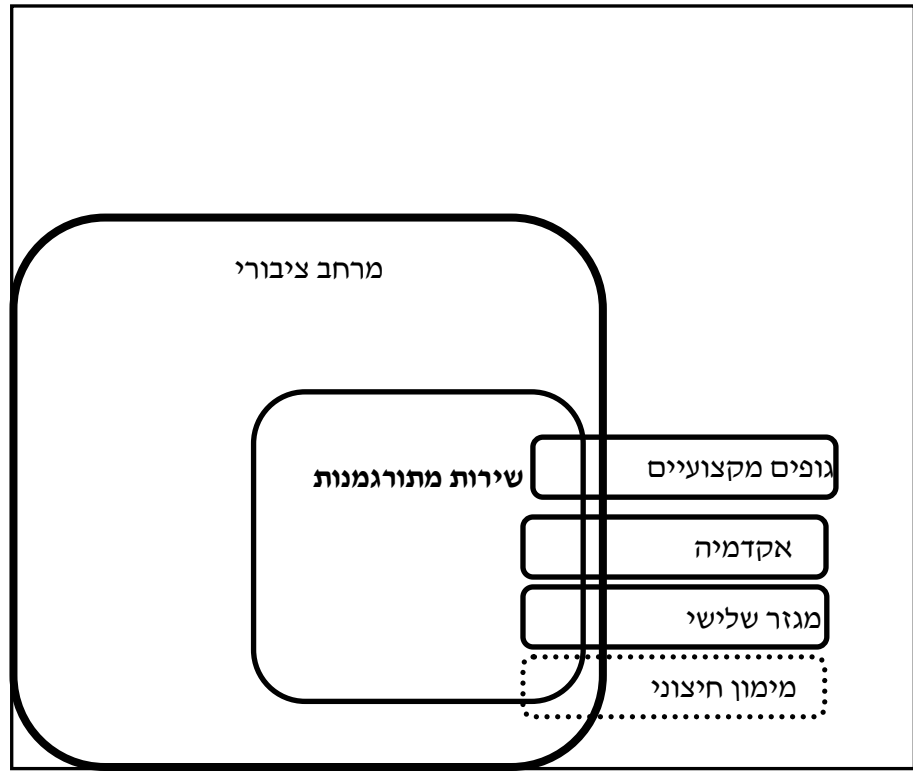 מרחב ציבורי
שירות מתורגמנות
גופים מקצועיים
אקדמיה
מגזר שלישי
מימון חיצוני